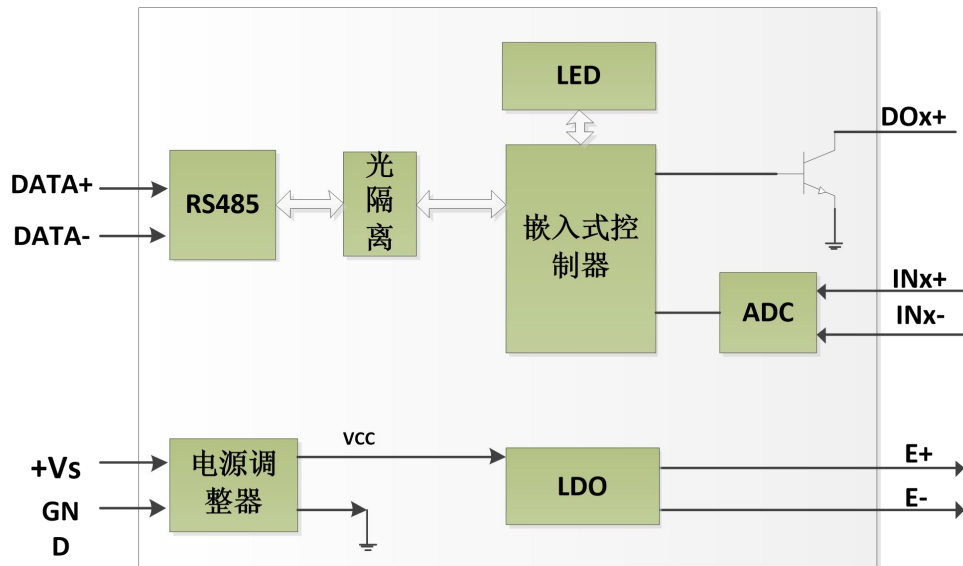 LED
DOx+
光
隔
离
DATA+
DATA-
RS485
嵌入式控
制器
INx+
INx-
ADC
+Vs
GN
D
电源调
整器
VCC
LDO
E+
E-